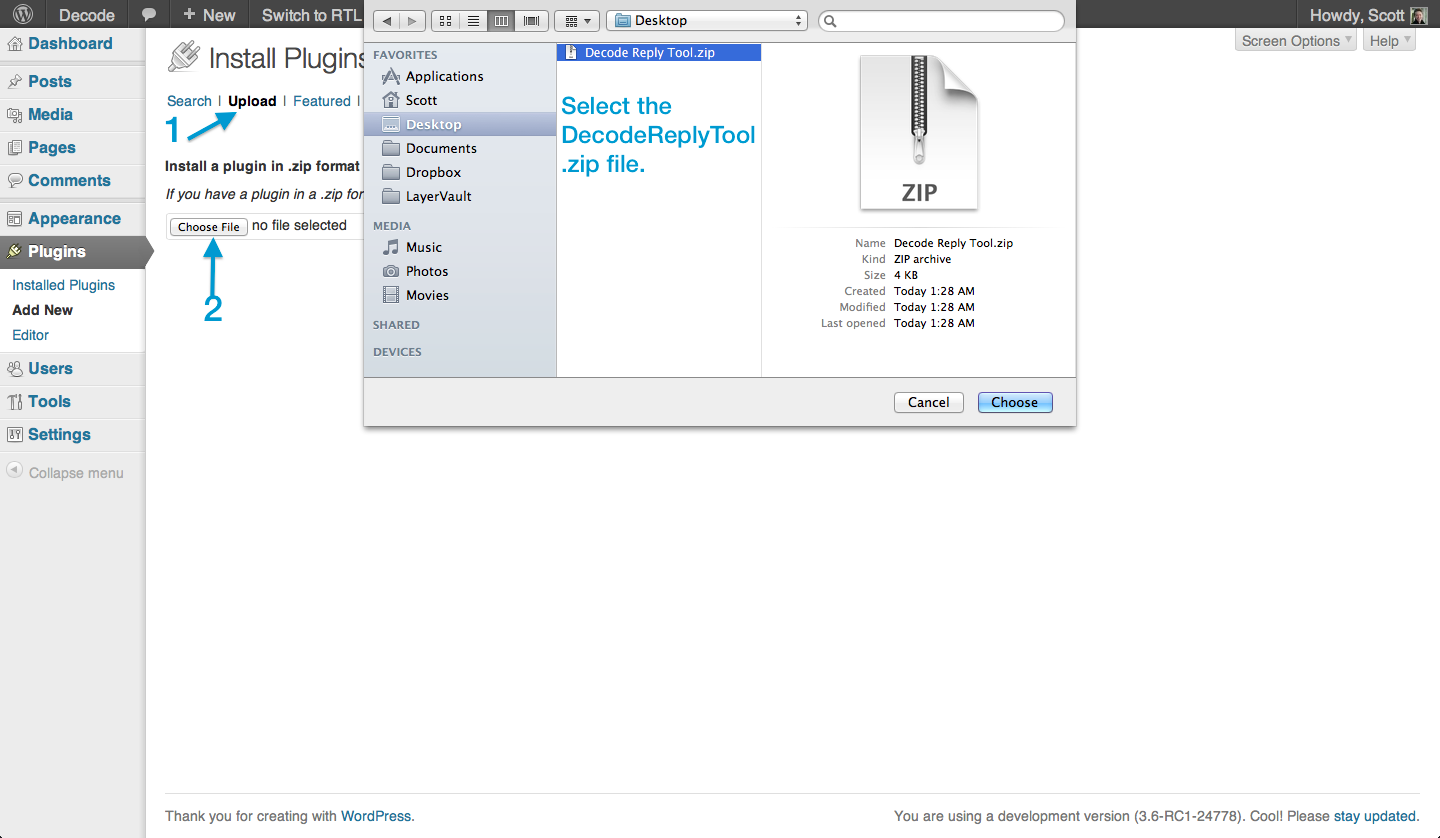 Decode
+ New
Switch to RTL
Desktop
Howdy, Scott
Dashboard
Posts
Media
Pages
Comments
Appearance
Plugins
Installed Plugins
Add New
Editor
Users
Tools
Settings
Collapse menu
Install Plugins
Screen Options
Help
Search | Upload | Featured |
1
Install a plugin in .zip format
If you have a plugin in a .zip for
Choose File no file selected
2
FAVORITES
Applications
Scott
Desktop
Documents
Dropbox
LayerVault
MEDIA
Music
Photos
Movies
SHARED
DEVICES
Decode Reply Tool.zip
Select the
DecodeReplyTool
.zip file.
ZIP
Name Decode Reply Tool.zip
Kind ZIP archive
Size 4 KB
Created Today 1:28 AM
Modified Today 1:28 AM
Last opened Today 1:28 AM
Cancel
Choose
Thank you for creating with WordPress.
You are using a development version (3.6-RC1-24778). Cool! Please stay updated.